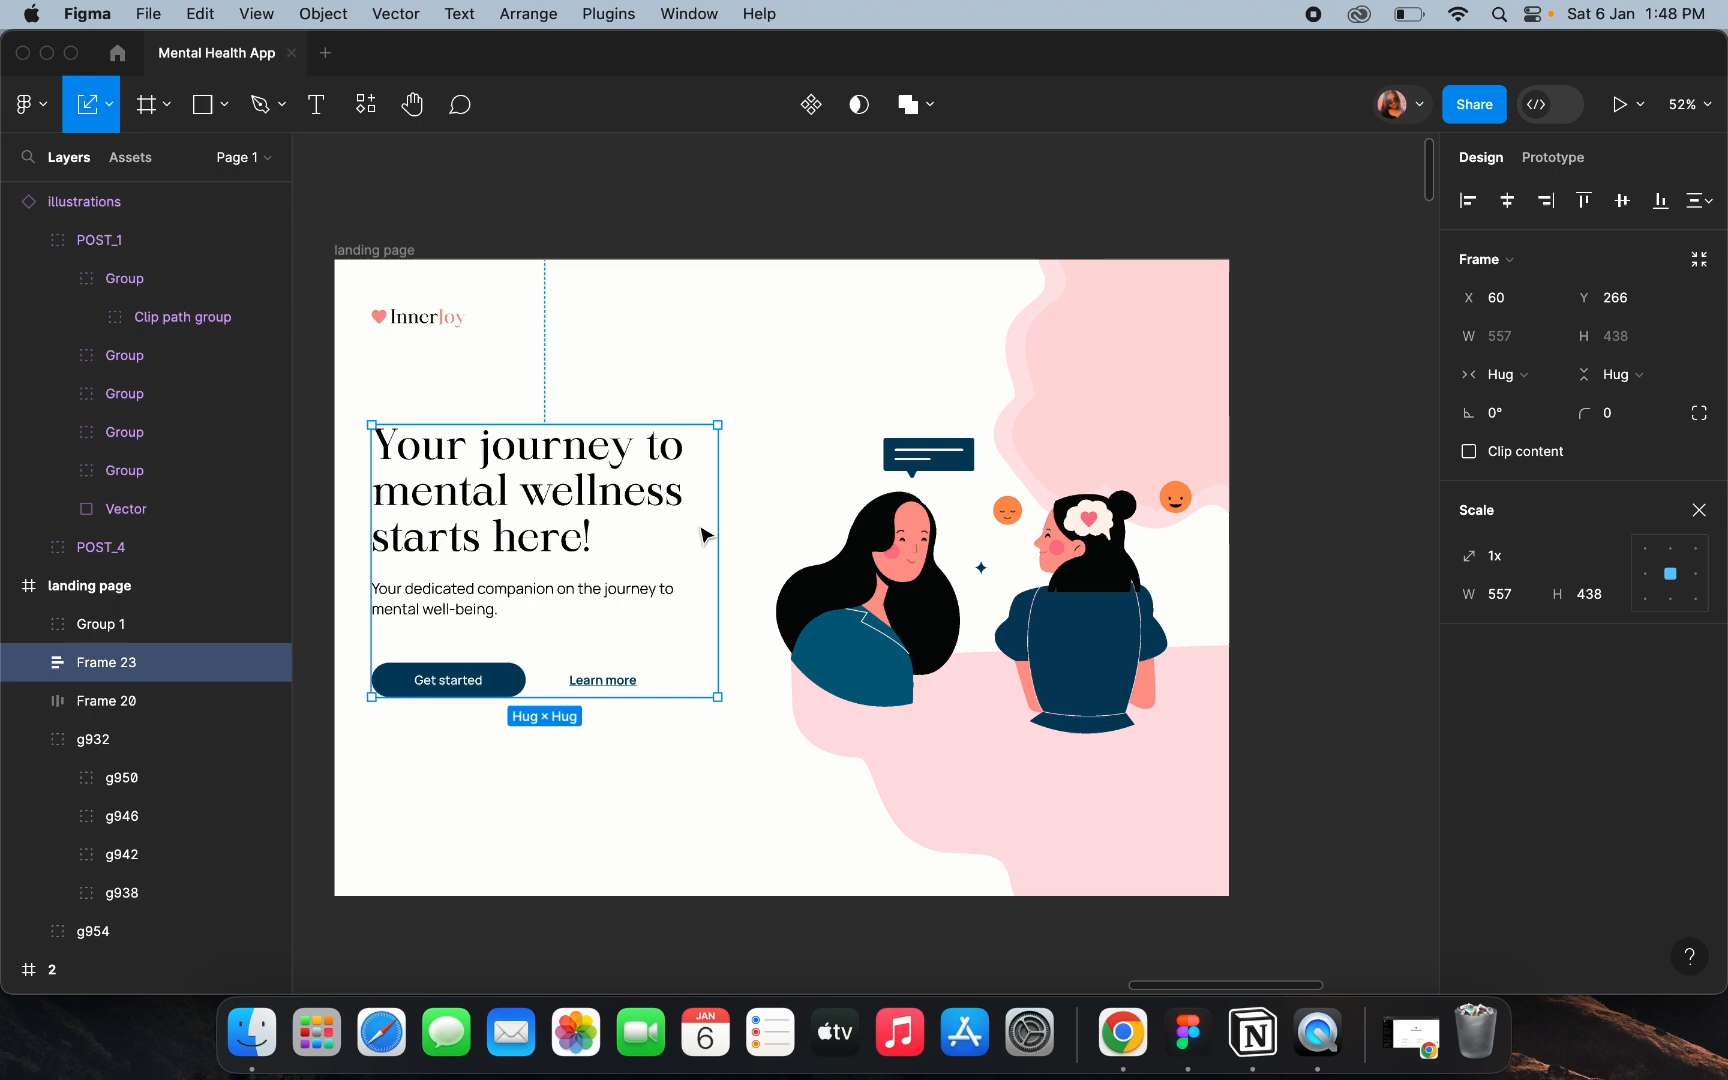 Figma File Edit View Object Vector Text Arrange Plugins Window Help Sat 6 Jan 1:48 PM
Mental Health App
Share 52%
Layers Assets Page 1
illustrations
POST_1
Group
Clip path group
Group
Group
Group
Group
Vector
POST_4
landing page
Group 1
Frame 23
Frame 20
g932
g950
g946
g942
g938
g954
2
landing page
InnerJoy
Your journey to
mental wellness
starts here!
Your dedicated companion on the journey to
mental well-being.
Get started Learn more
Hug × Hug
Design Prototype
Frame
X 60 Y 266
W 557 H 438
Hug Hug
0° 0
Clip content
Scale
1x
W 557 H 438
?
JAN
6
tv